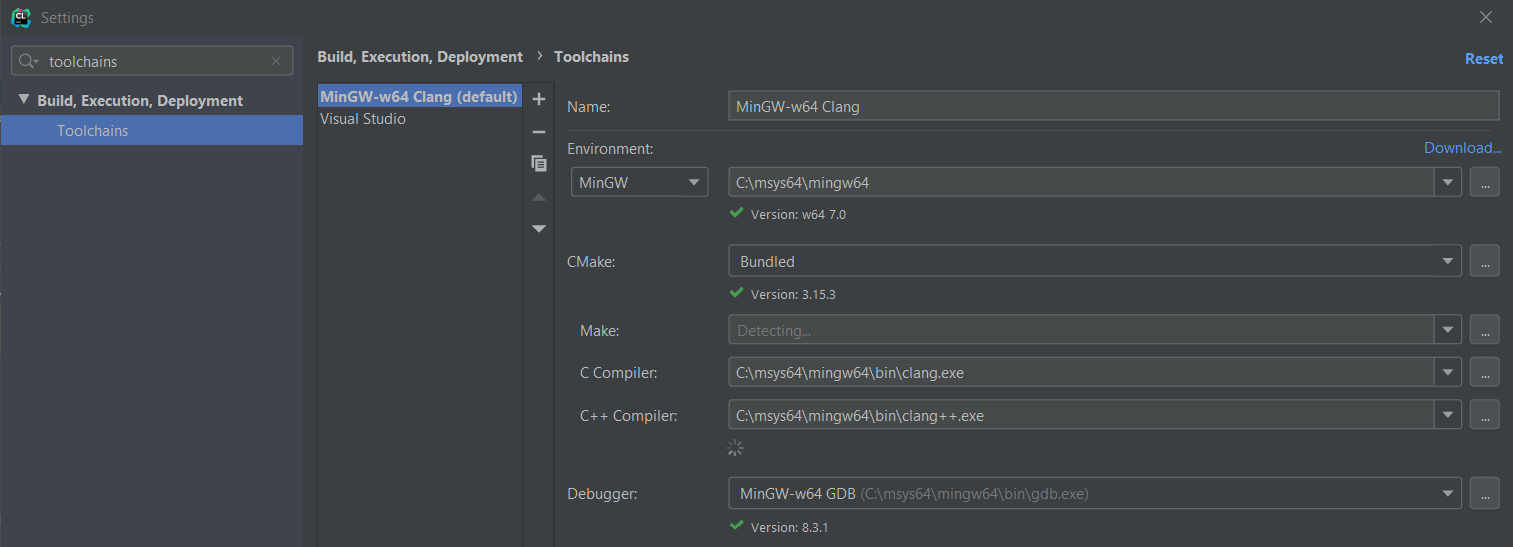 CL
Settings
toolchains
Build, Execution, Deployment
Toolchains
Build, Execution, Deployment › Toolchains
Reset
MinGW-w64 Clang (default)
Visual Studio
Name: MinGW-w64 Clang
Environment: Download...
MinGW C:\msys64\mingw64 ...
Version: w64 7.0
CMake: Bundled ...
Version: 3.15.3
Make: Detecting... ...
C Compiler: C:\msys64\mingw64\bin\clang.exe ...
C++ Compiler: C:\msys64\mingw64\bin\clang++.exe ...
Debugger: MinGW-w64 GDB (C:\msys64\mingw64\bin\gdb.exe) ...
Version: 8.3.1